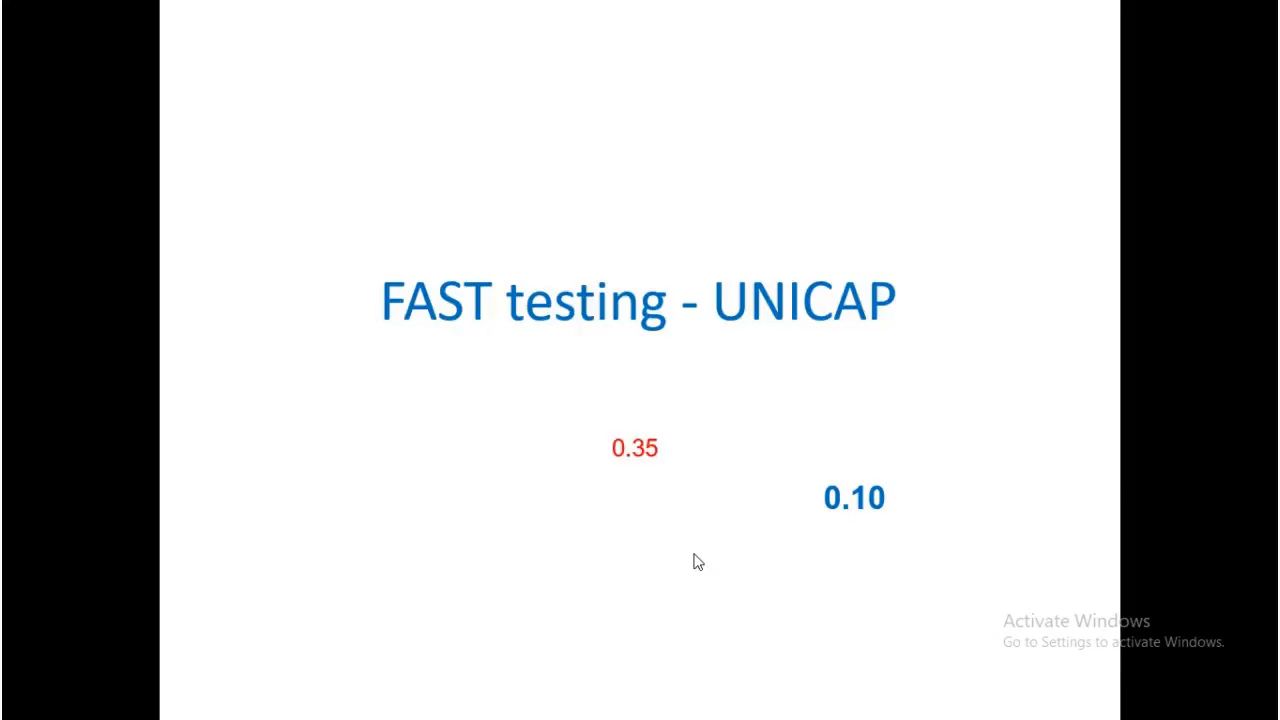 FAST testing - UNICAP
0.35
0.10
Activate Windows
Go to Settings to activate Windows.